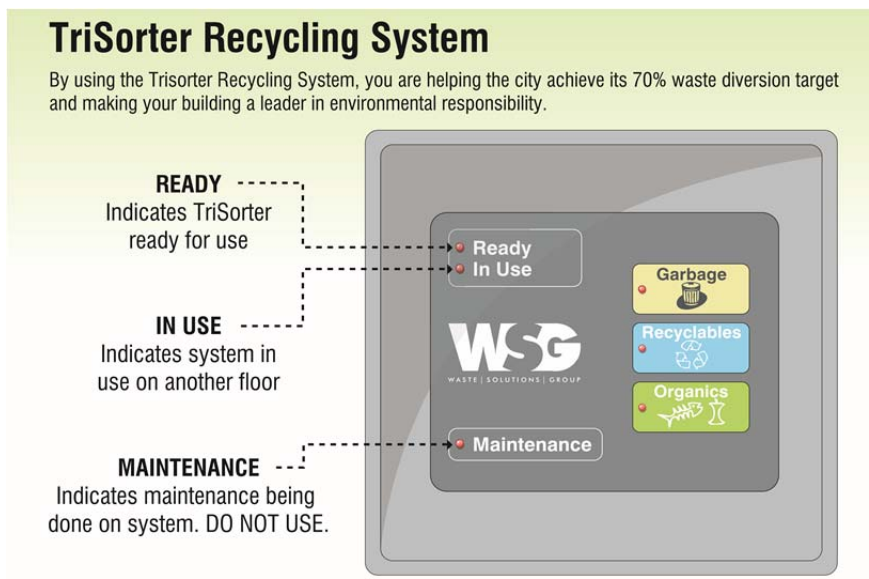 TriSorter Recycling System
By using the Trisorter Recycling System, you are helping the city achieve its 70% waste diversion target
and making your building a leader in environmental responsibility.
READY
Indicates TriSorter
ready for use
IN USE
Indicates system in
use on another floor
MAINTENANCE
Indicates maintenance being
done on system. DO NOT USE.
Ready
In Use
WSG
WASTE | SOLUTIONS | GROUP
Maintenance
Garbage
Recyclables
Organics